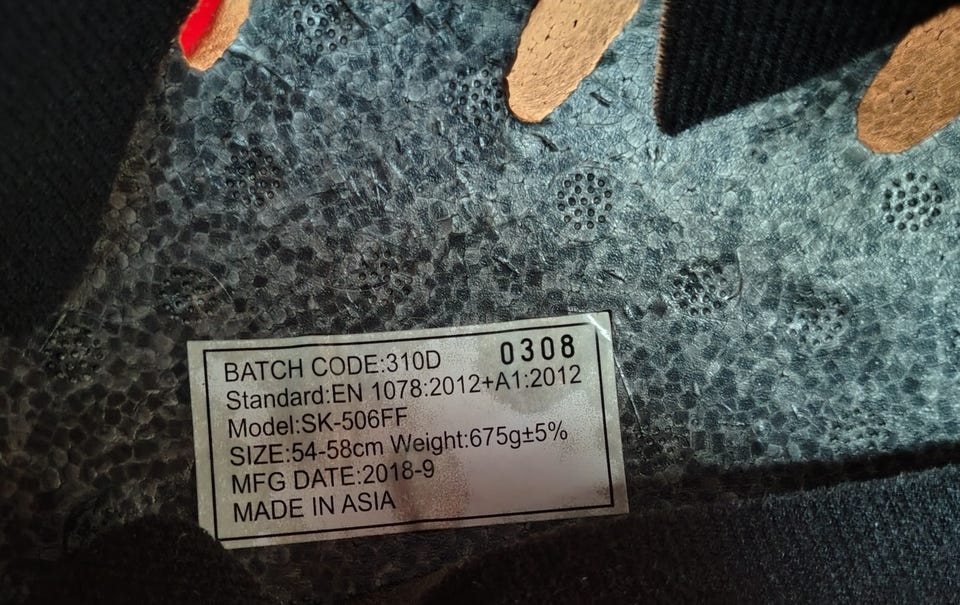 BATCH CODE:310D 0308
Standard:EN 1078:2012+A1:2012
Model:SK-506FF
SIZE:54-58cm Weight:675g±5%
MFG DATE:2018-9
MADE IN ASIA